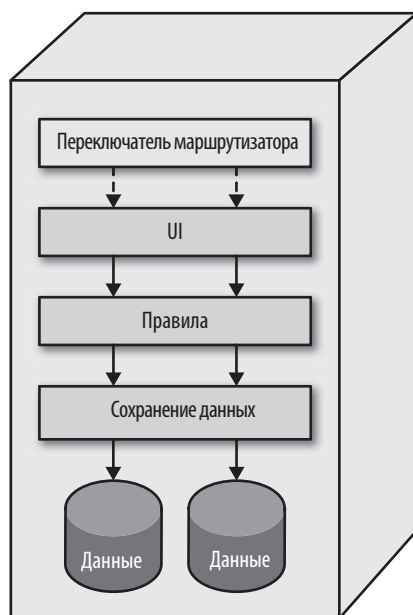 Переключатель маршрутизатора
UI
Правила
Сохранение данных
Данные
Данные